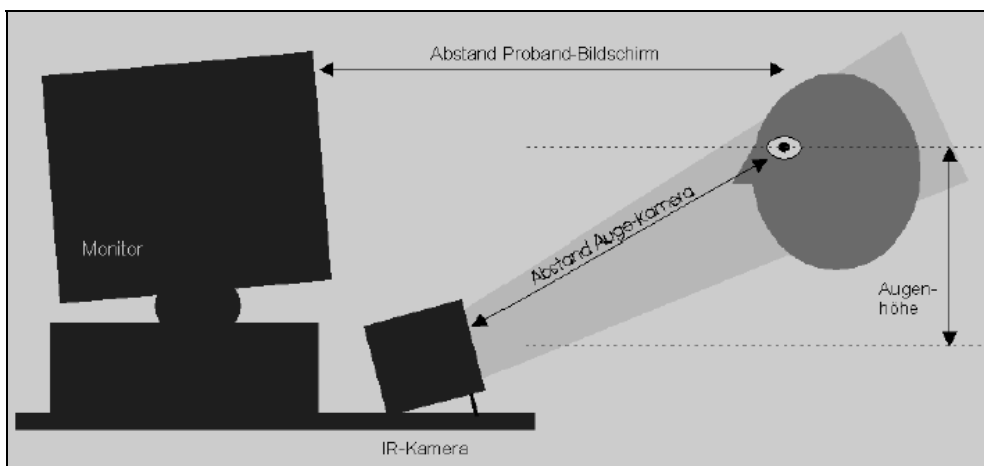 Abstand Proband-Bildschirm
Monitor
Abstand Auge-Kamera
Augen-
höhe
IR-Kamera